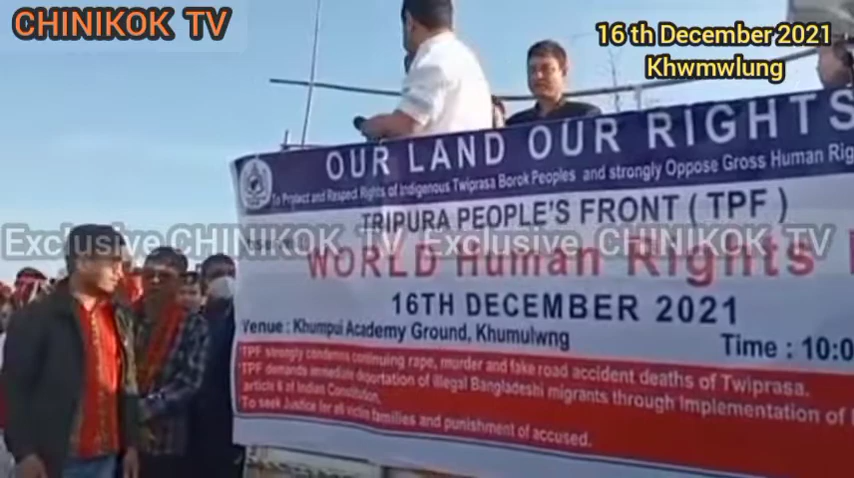 CHINIKOK TV
16 th December 2021
Khwmwlung
OUR LAND OUR RIGHTS
To Protect and Respect Rights of Indigenous Twiprasa Borok Peoples and strongly Oppose Gross Human Rig
TRIPURA PEOPLE'S FRONT ( TPF )
Exclusive CHINIKOK TV Exclusive CHINIKOK TV
WORLD Human Rights
16TH DECEMBER 2021
Venue : Khumpui Academy Ground, Khumulwng
Time : 10:0
TPF strongly condemns continuing rape, murder and fake road accident deaths of Twiprasa.
TPF demands immediate deportation of illegal Bangladeshi migrants through Implementation of
article 6 of Indian Constitution.
To seek Justice for all victim families and punishment of accused.